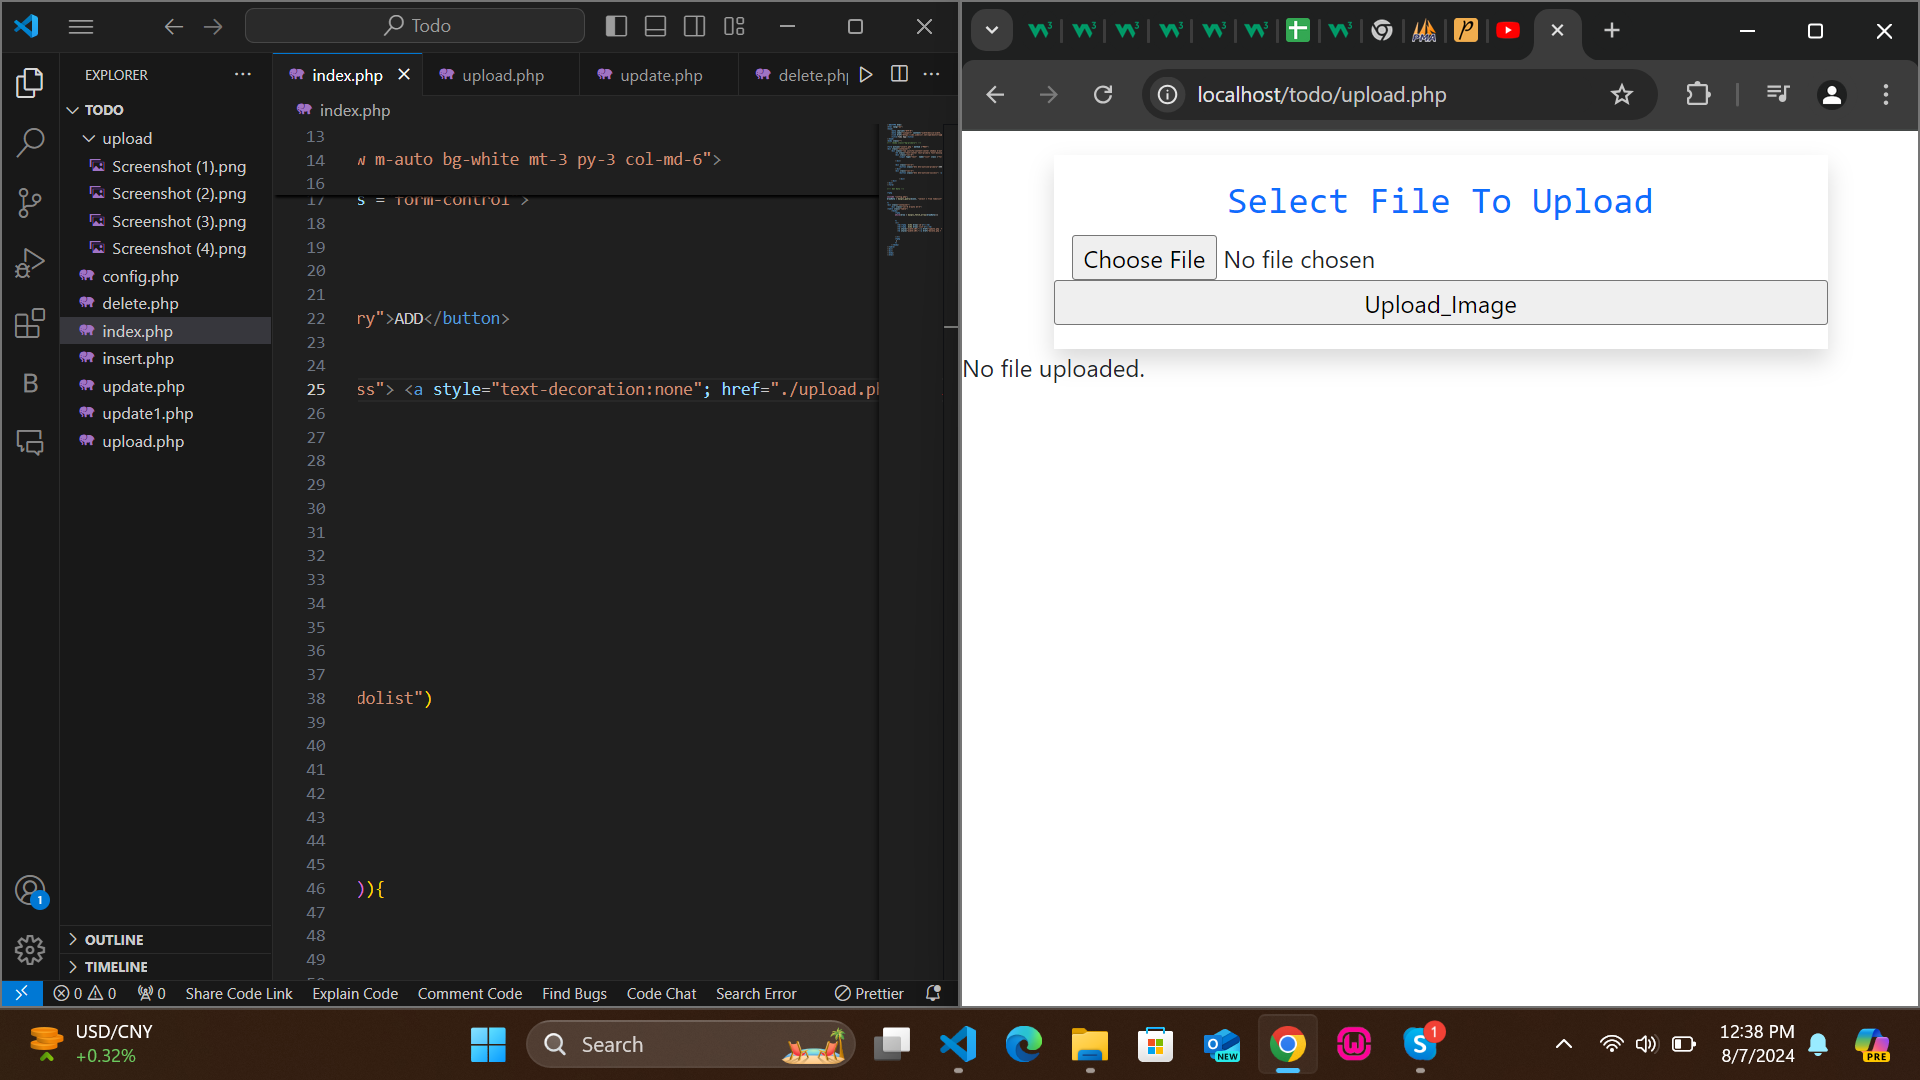 Todo
EXPLORER
TODO
upload
Screenshot (1).png
Screenshot (2).png
Screenshot (3).png
Screenshot (4).png
config.php
delete.php
index.php
insert.php
update.php
update1.php
upload.php
B
1
OUTLINE
TIMELINE
index.php
upload.php
update.php
delete.php
index.php
13
14 w m-auto bg-white mt-3 py-3 col-md-6">
16
17 s = form-control >
18
19
20
21
22 ry">ADD</button>
23
24
25 ss"> <a style="text-decoration:none"; href="./upload.ph
26
27
28
29
30
31
32
33
34
35
36
37
38 dolist")
39
40
41
42
43
44
45
46 )){
47
48
49
0 0 0 Share Code Link Explain Code Comment Code Find Bugs Code Chat Search Error Prettier
localhost/todo/upload.php
Select File To Upload
Choose File No file chosen
Upload_Image
No file uploaded.
USD/CNY
+0.32%
Search
NEW
1
12:38 PM
8/7/2024
PRE